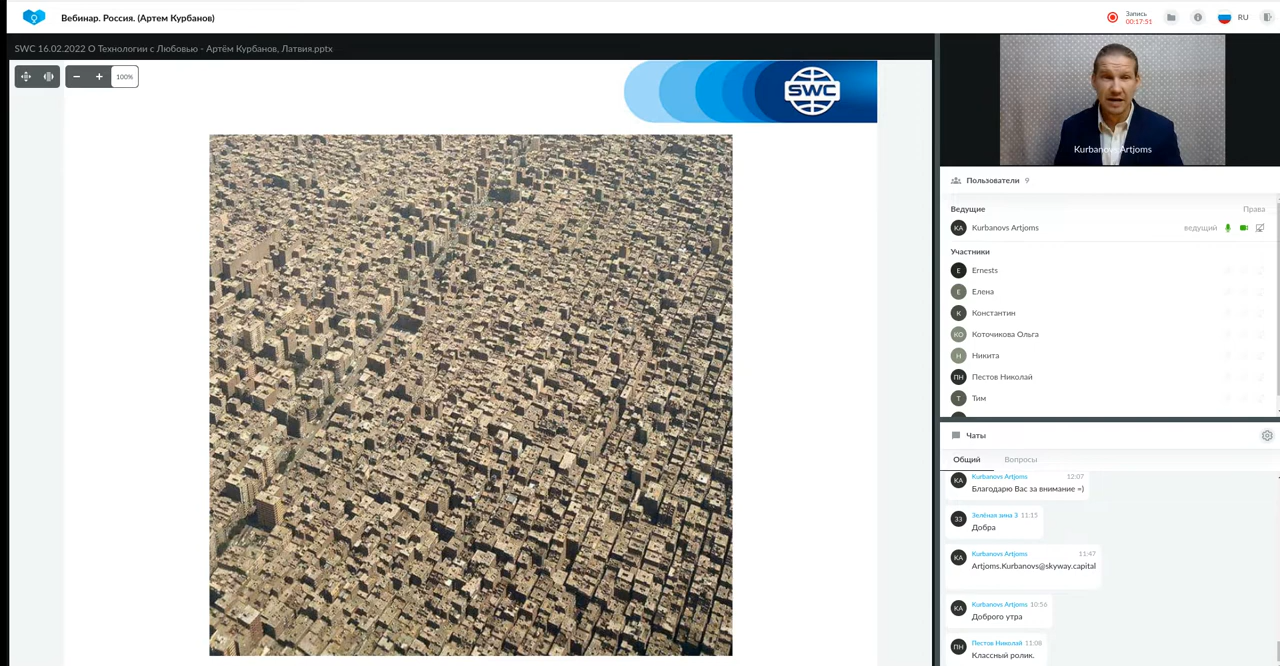 Вебинар. Россия. (Артем Курбанов)
Запись
00:17:51
RU
SWC 16.02.2022 О Технологии с Любовью - Артём Курбанов, Латвия.pptx
100%
SWC
Kurbanovs Artjoms
Пользователи 9
Ведущие
Права
KA Kurbanovs Artjoms
ведущий
Участники
E Ernests
Е Елена
К Константин
КО Коточикова Ольга
Н Никита
ПН Пестов Николай
Т Тим
Чаты
Общий
Вопросы
KA Kurbanovs Artjoms 12:07
Благодарю Вас за внимание =)
ЗЗ Зелёная зина З 11:15
Добра
KA Kurbanovs Artjoms 11:47
Artjoms.Kurbanovs@skyway.capital
KA Kurbanovs Artjoms 10:56
Доброго утра
ПН Пестов Николай 11:08
Классный ролик.